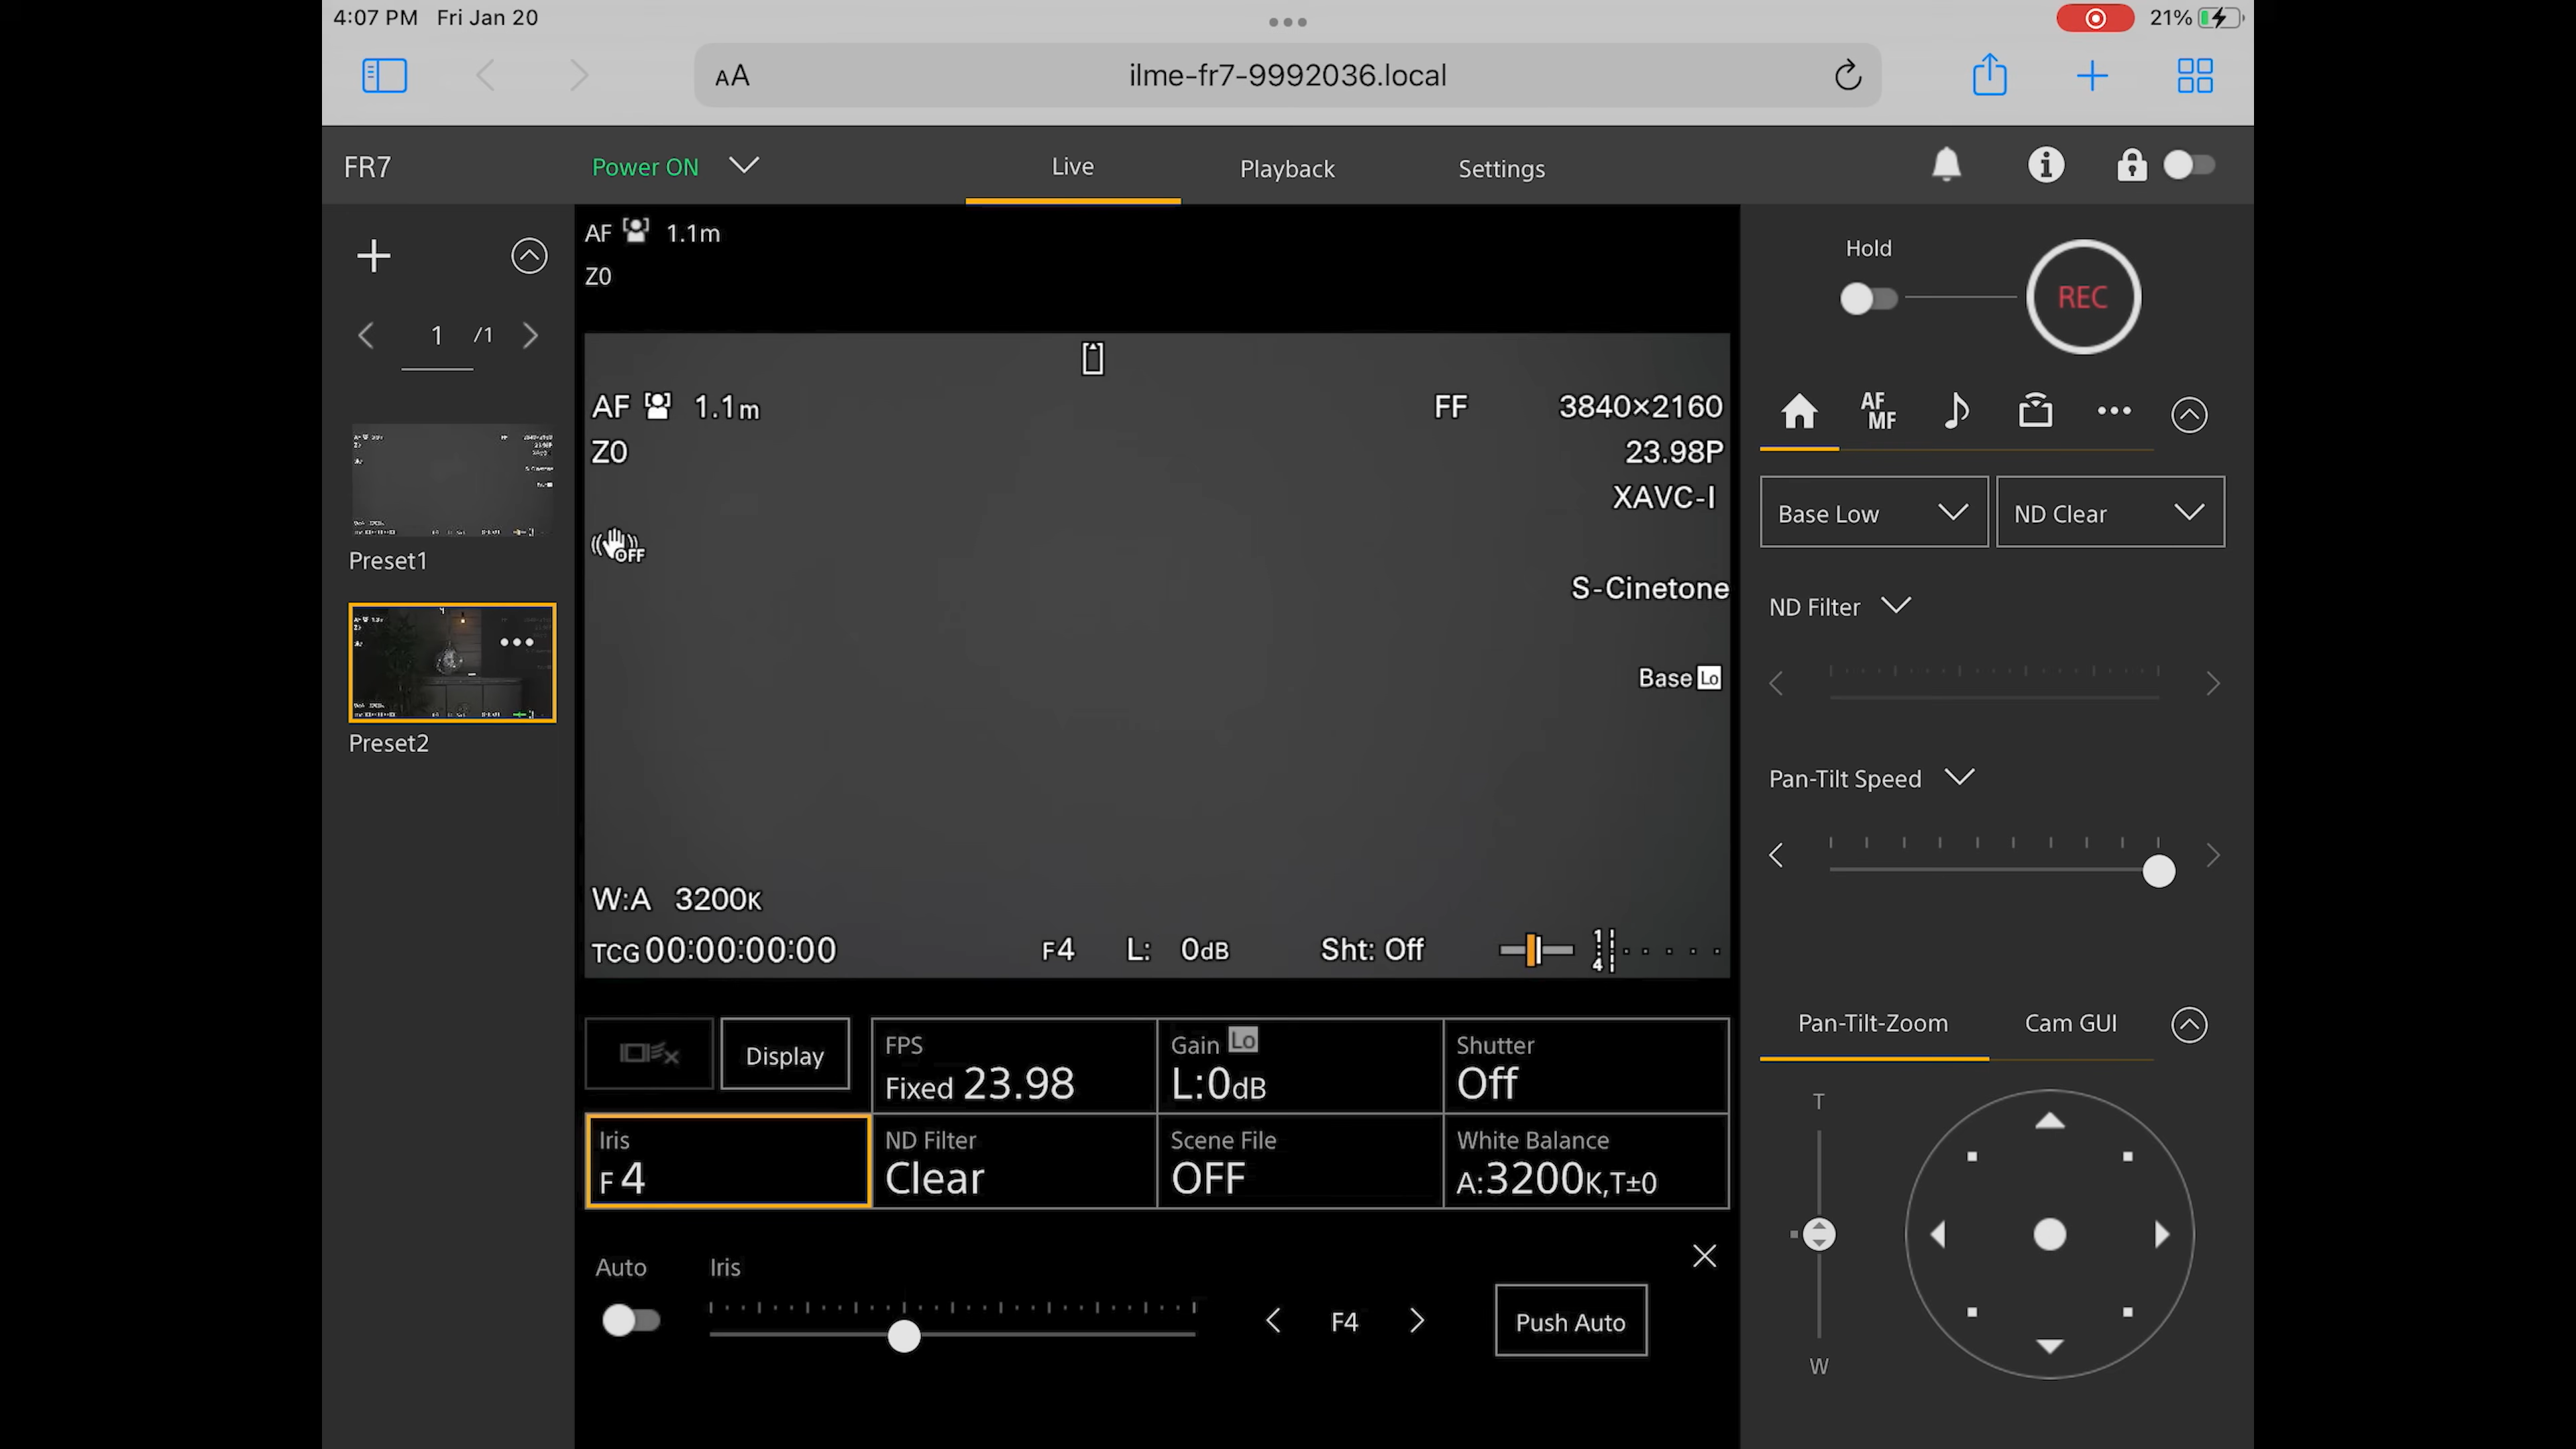 4:07 PM Fri Jan 20
21%
AA
ilme-fr7-9992036.local
FR7
Power ON
Live
Playback
Settings
AF 1.1m
Z0
1 /1
Preset1
Preset2
AF 1.1m
Z0
OFF
FF
3840×2160
23.98P
XAVC-I
S-Cinetone
Base Lo
W:A 3200K
TCG 00:00:00:00
F4
L: 0dB
Sht: Off
1
4
Display
FPS
Fixed 23.98
Gain Lo
L:0dB
Shutter
Off
Iris
F 4
ND Filter
Clear
Scene File
OFF
White Balance
A:3200K,T±0
Auto
Iris
F4
Push Auto
Hold
REC
AF
MF
Base Low
ND Clear
ND Filter
Pan-Tilt Speed
Pan-Tilt-Zoom
Cam GUI
T
W